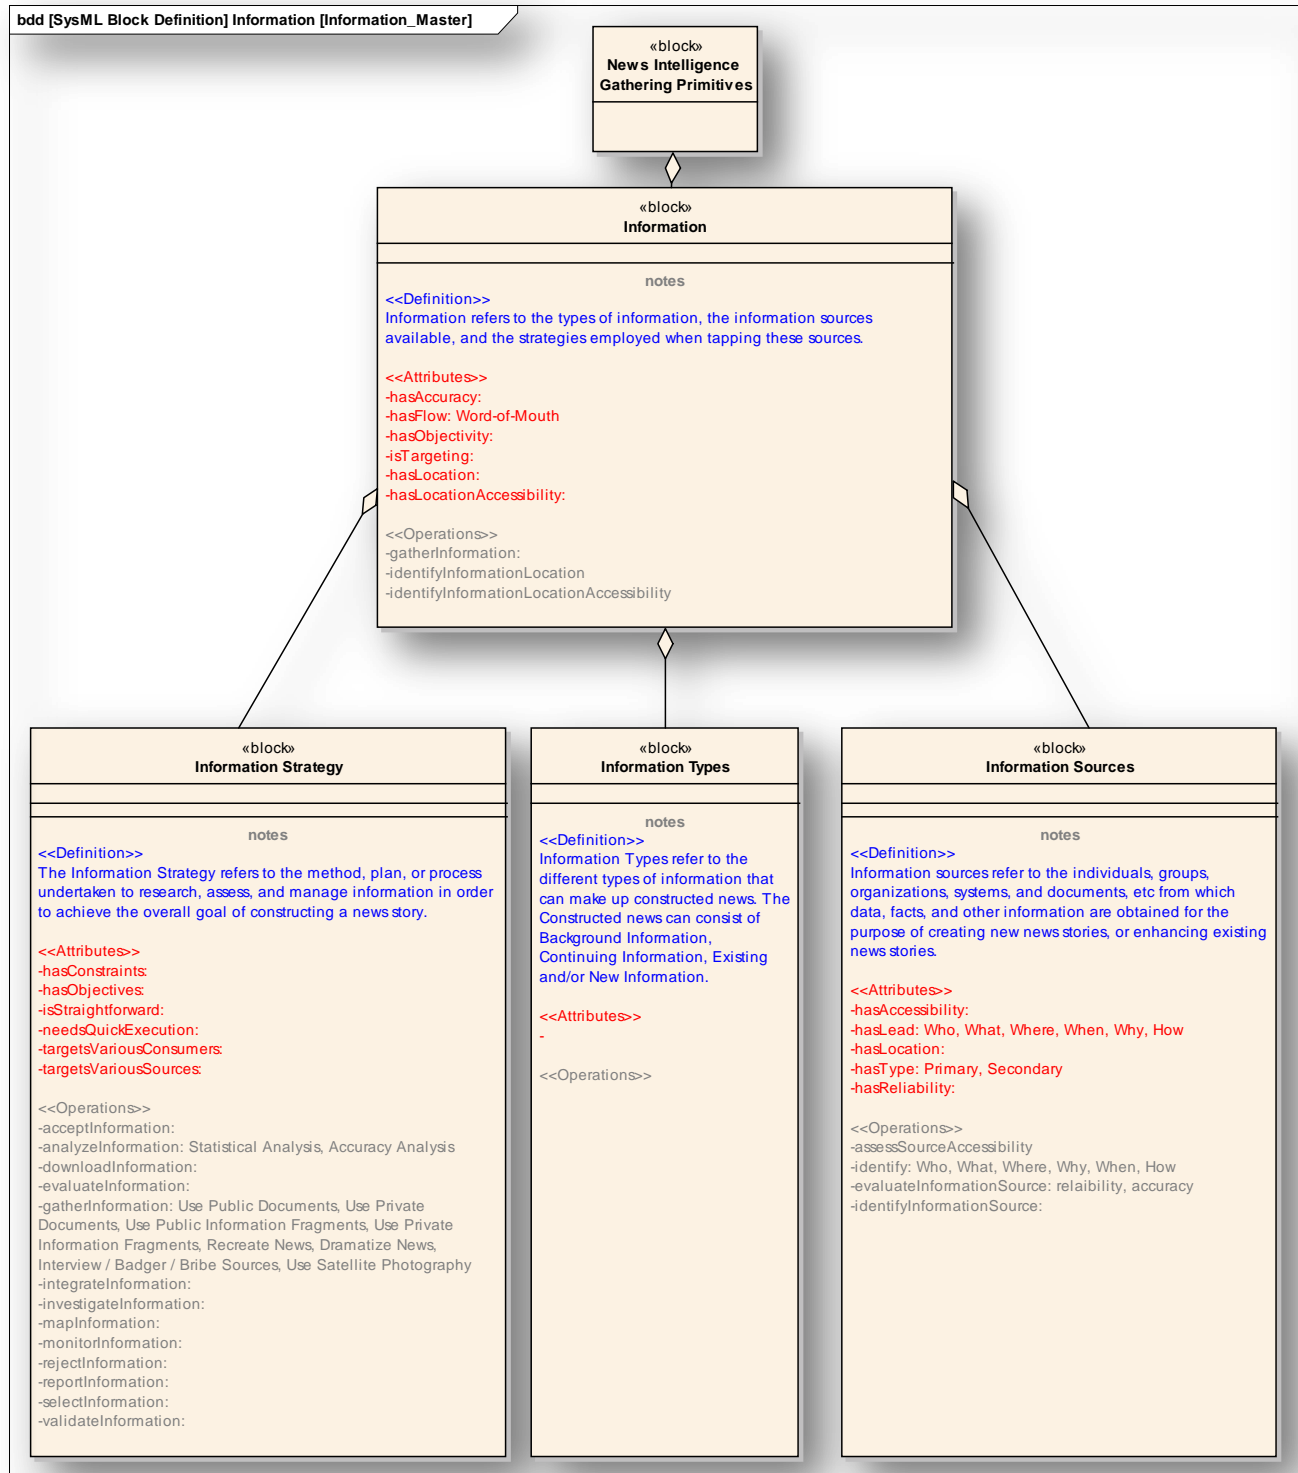 bdd [SysML Block Definition] Information [Information_Master]
«block»
News Intelligence
Gathering Primitives
«block»
Information
notes
<<Definition>>
Information refers to the types of information, the information sources
available, and the strategies employed when tapping these sources.
<<Attributes>>
-hasAccuracy:
-hasFlow: Word-of-Mouth
-hasObjectivity:
-isTargeting:
-hasLocation:
-hasLocationAccessibility:
<<Operations>>
-gatherInformation:
-identifyInformationLocation
-identifyInformationLocationAccessibility
«block»
Information Strategy
notes
<<Definition>>
The Information Strategy refers to the method, plan, or process
undertaken to research, assess, and manage information in order
to achieve the overall goal of constructing a news story.
<<Attributes>>
-hasConstraints:
-hasObjectives:
-isStraightforward:
-needsQuickExecution:
-targetsVariousConsumers:
-targetsVariousSources:
<<Operations>>
-acceptInformation:
-analyzeInformation: Statistical Analysis, Accuracy Analysis
-downloadInformation:
-evaluateInformation:
-gatherInformation: Use Public Documents, Use Private
Documents, Use Public Information Fragments, Use Private
Information Fragments, Recreate News, Dramatize News,
Interview / Badger / Bribe Sources, Use Satellite Photography
-integrateInformation:
-investigateInformation:
-mapInformation:
-monitorInformation:
-rejectInformation:
-reportInformation:
-selectInformation:
-validateInformation:
«block»
Information Types
notes
<<Definition>>
Information Types refer to the
different types of information that
can make up constructed news. The
Constructed news can consist of
Background Information,
Continuing Information, Existing
and/or New Information.
<<Attributes>>
-
<<Operations>>
«block»
Information Sources
notes
<<Definition>>
Information sources refer to the individuals, groups,
organizations, systems, and documents, etc from which
data, facts, and other information are obtained for the
purpose of creating new news stories, or enhancing existing
news stories.
<<Attributes>>
-hasAccessibility:
-hasLead: Who, What, Where, When, Why, How
-hasLocation:
-hasType: Primary, Secondary
-hasReliability:
<<Operations>>
-assessSourceAccessibility
-identify: Who, What, Where, Why, When, How
-evaluateInformationSource: relaibility, accuracy
-identifyInformationSource: